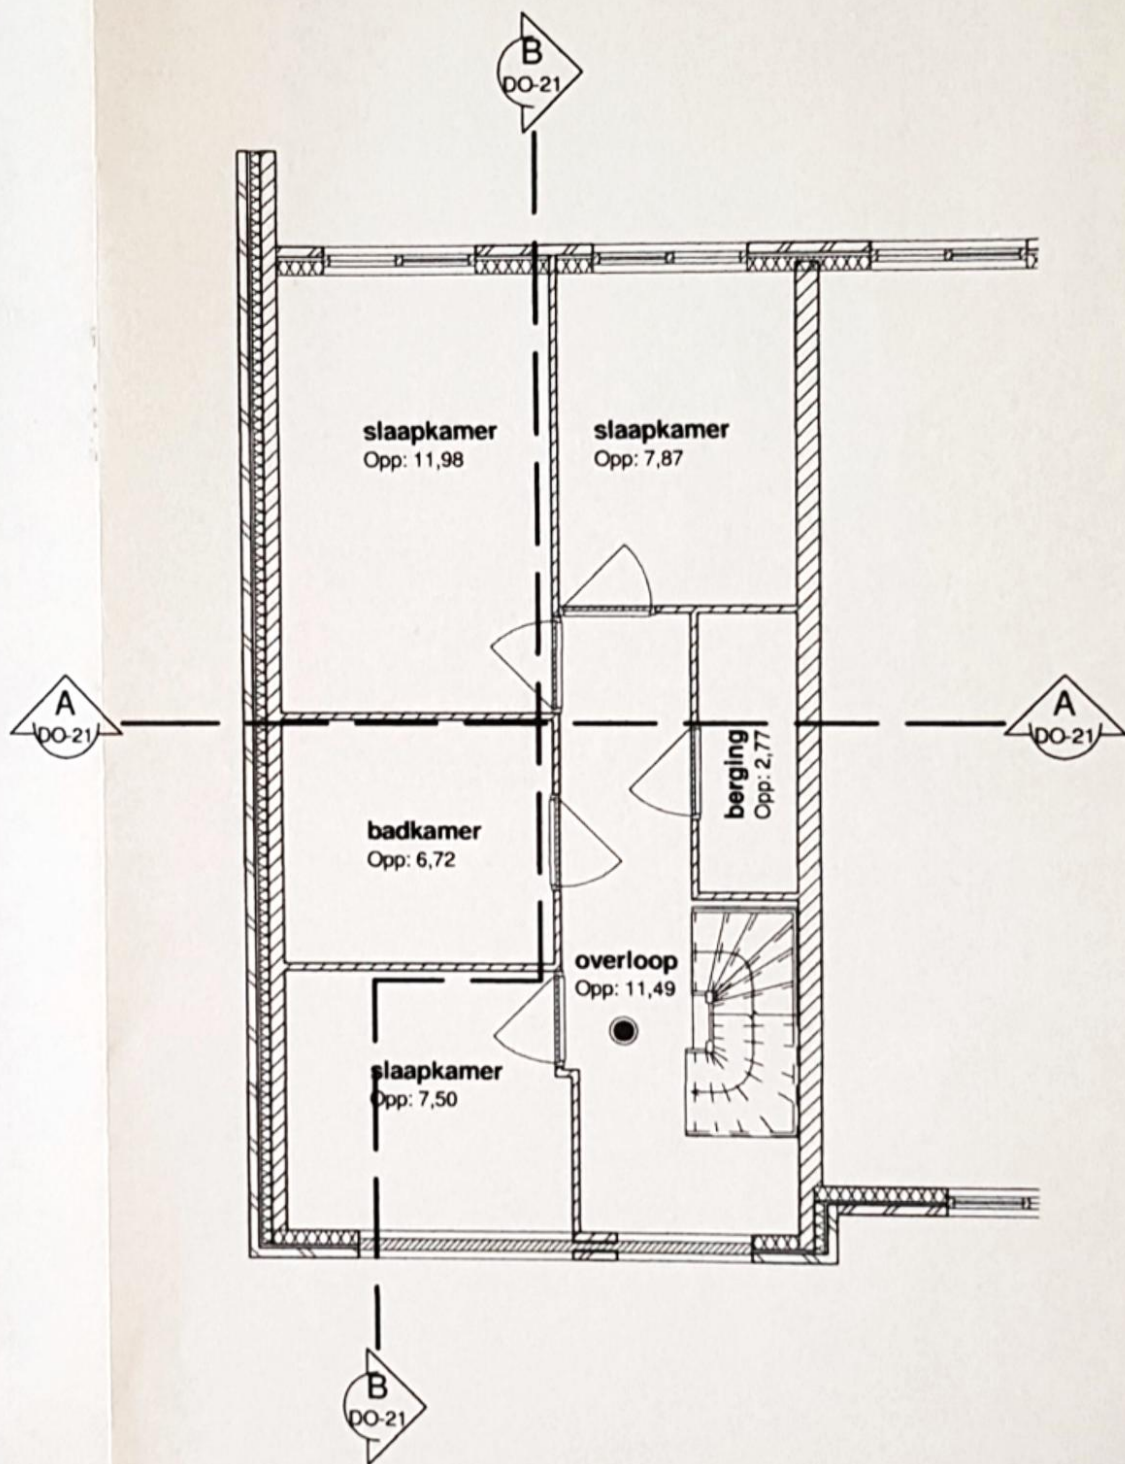 B
DO-21
slaapkamer
Opp: 11,98
slaapkamer
Opp: 7,87
A
DO-21
A
DO-21
berging
Opp: 2,77
badkamer
Opp: 6,72
overloop
Opp: 11,49
slaapkamer
Opp: 7,50
B
DO-21